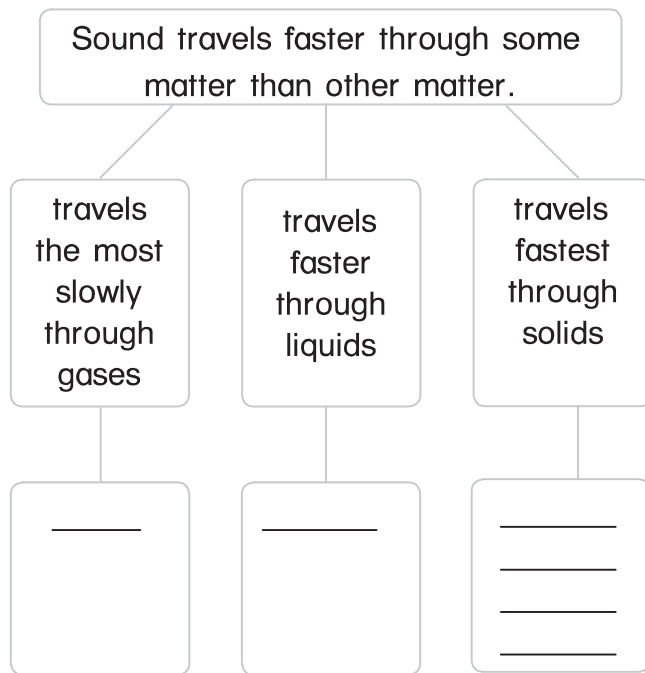 Sound travels faster through some
matter than other matter.
travels
the most
slowly
through
gases
travels
faster
through
liquids
travels
fastest
through
solids